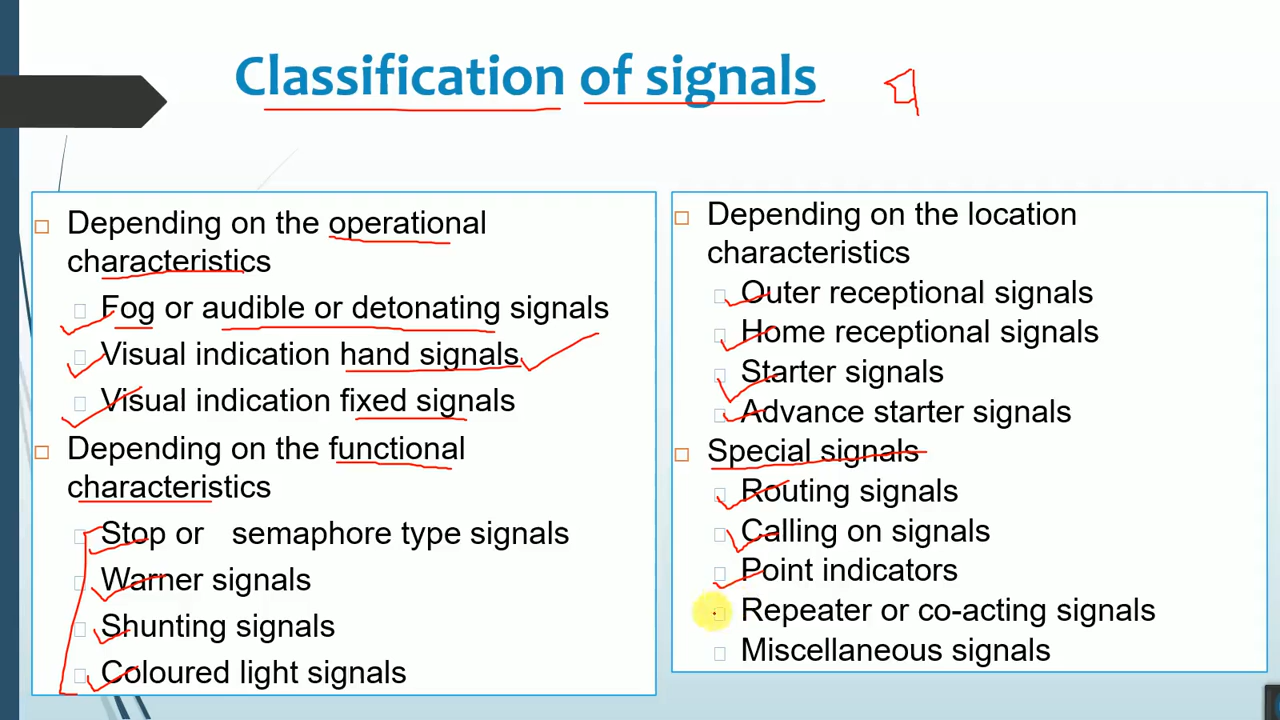 Classification of signals
Depending on the operational
characteristics
Fog or audible or detonating signals
Visual indication hand signals
Visual indication fixed signals
Depending on the functional
characteristics
Stop or semaphore type signals
Warner signals
Shunting signals
Coloured light signals
Depending on the location
characteristics
Outer receptional signals
Home receptional signals
Starter signals
Advance starter signals
Special signals
Routing signals
Calling on signals
Point indicators
Repeater or co-acting signals
Miscellaneous signals